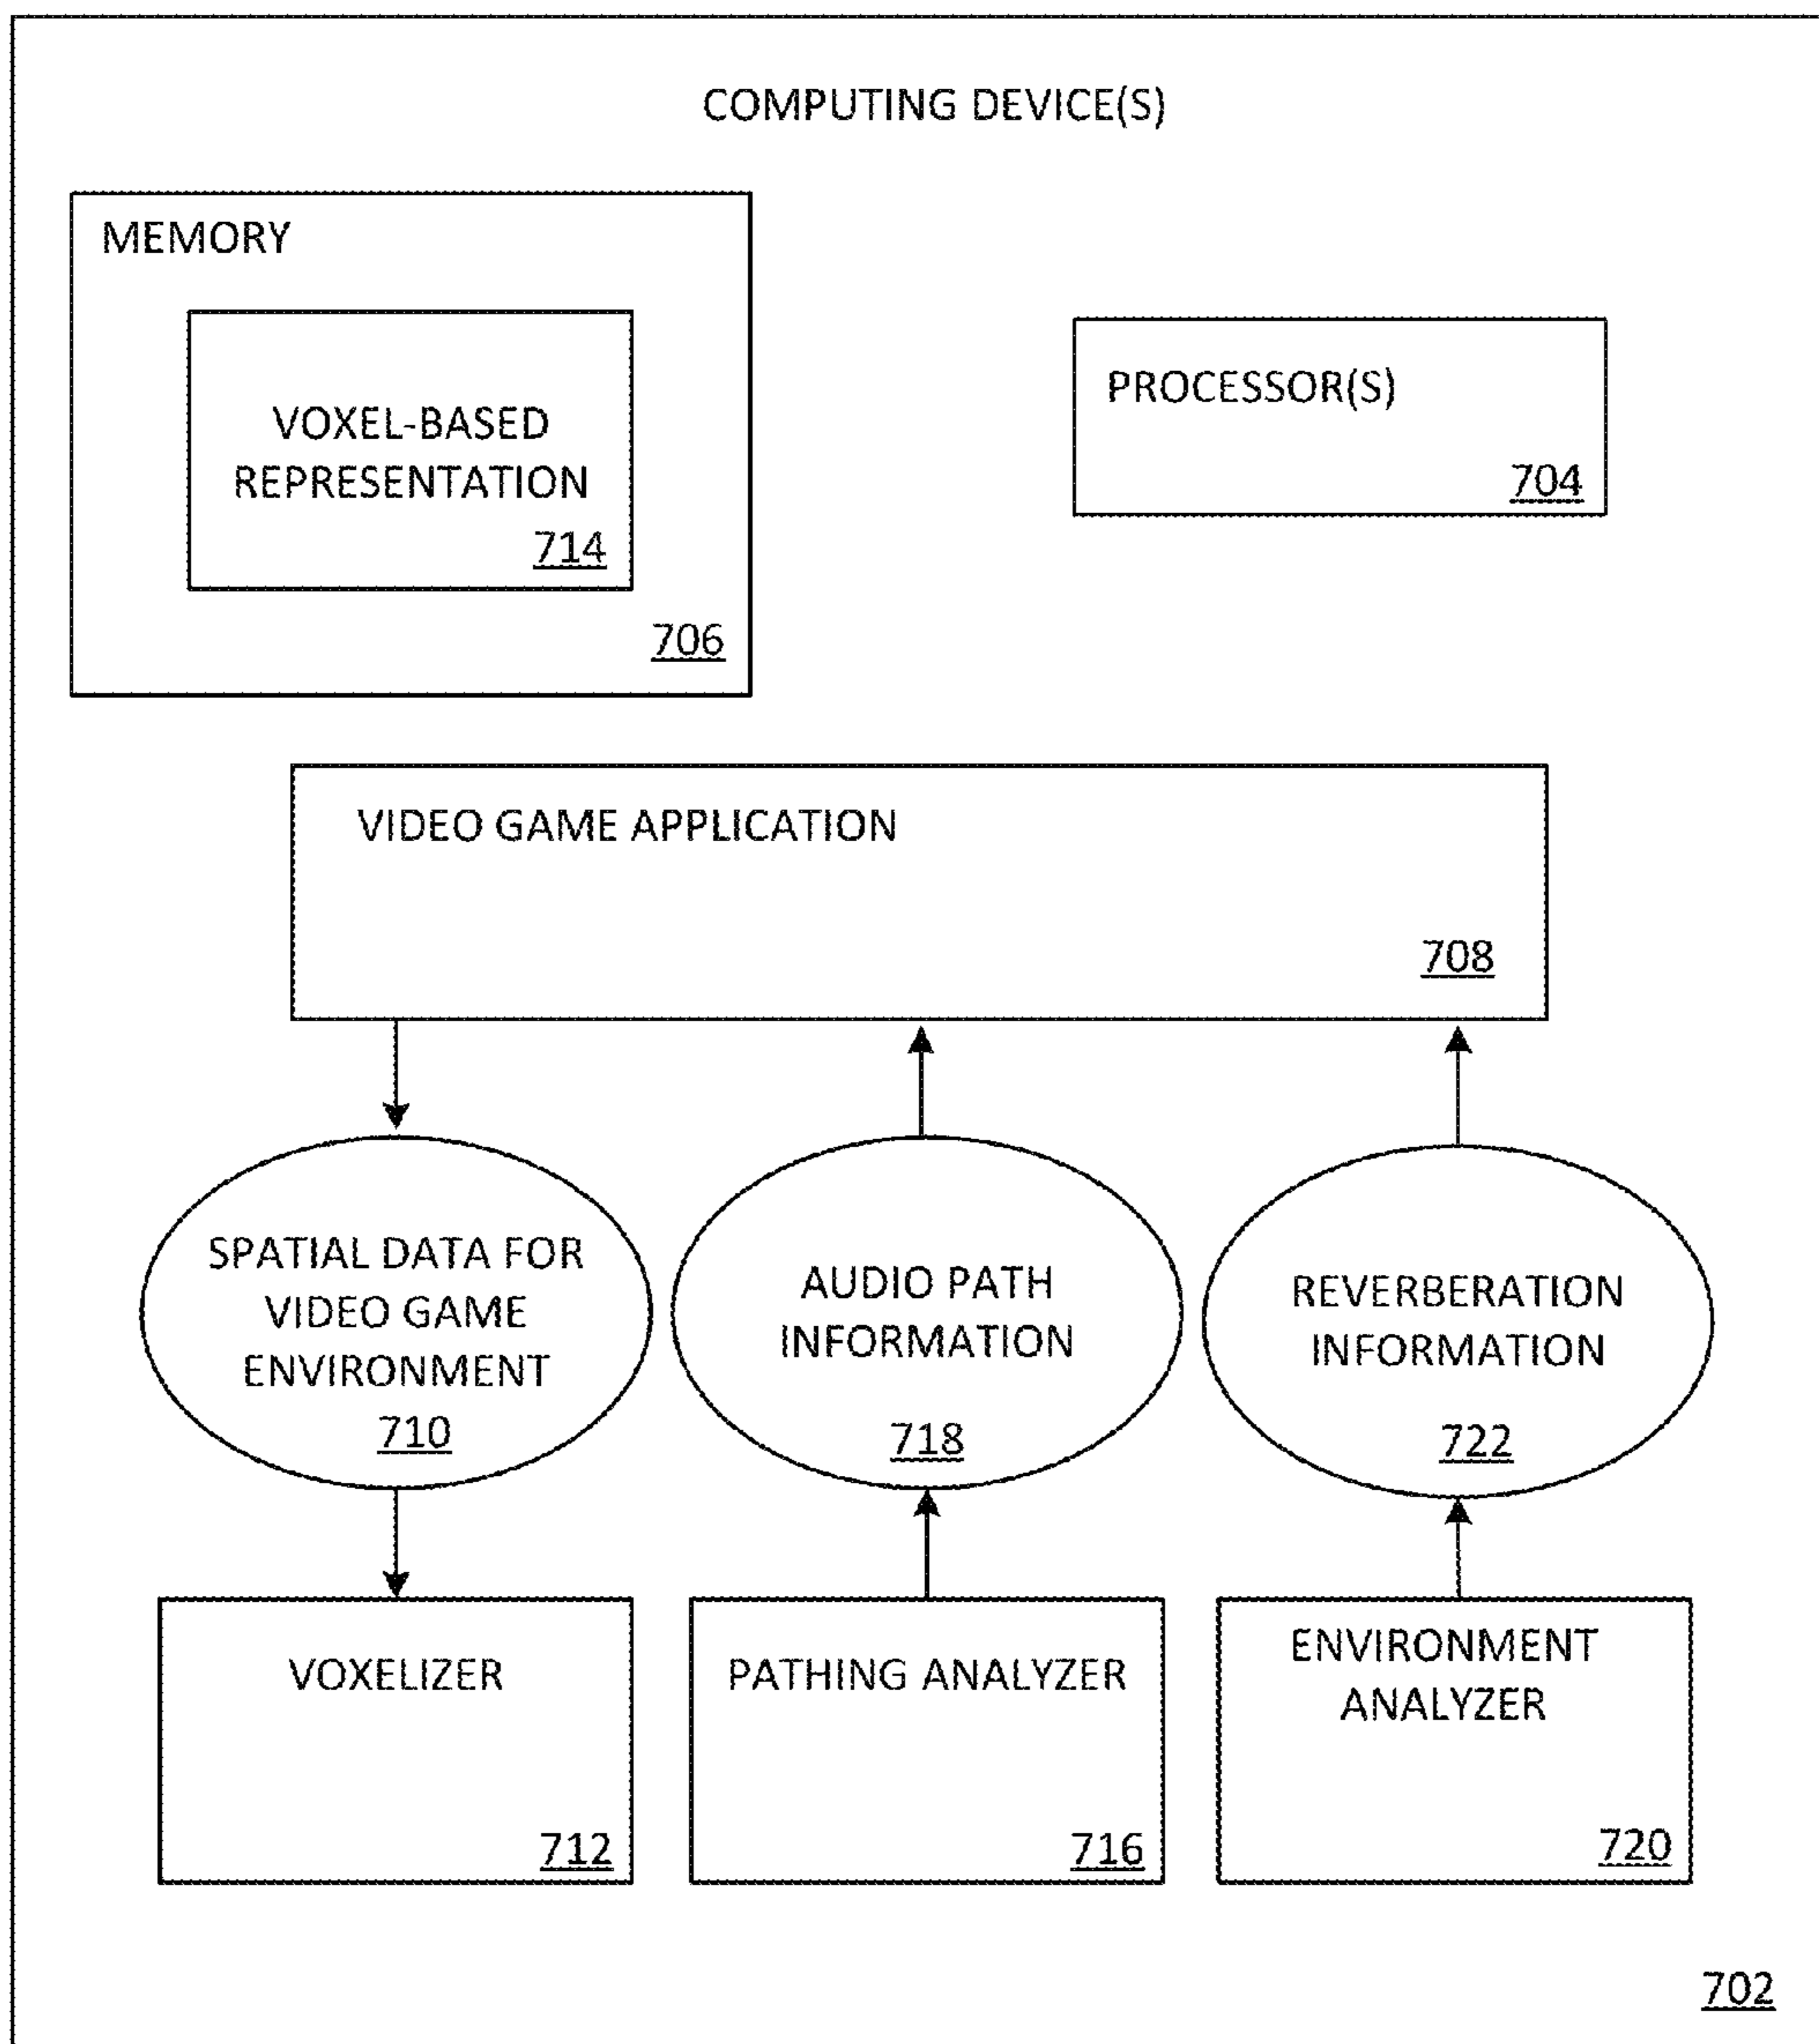 COMPUTING DEVICE(S)
MEMORY
VOXEL-BASED
REPRESENTATION
714
706
PROCESSOR(S)
704
VIDEO GAME APPLICATION
708
SPATIAL DATA FOR
VIDEO GAME
ENVIRONMENT
710
AUDIO PATH
INFORMATION
718
REVERBERATION
INFORMATION
722
VOXELIZER
712
PATHING ANALYZER
716
ENVIRONMENT
ANALYZER
720
702